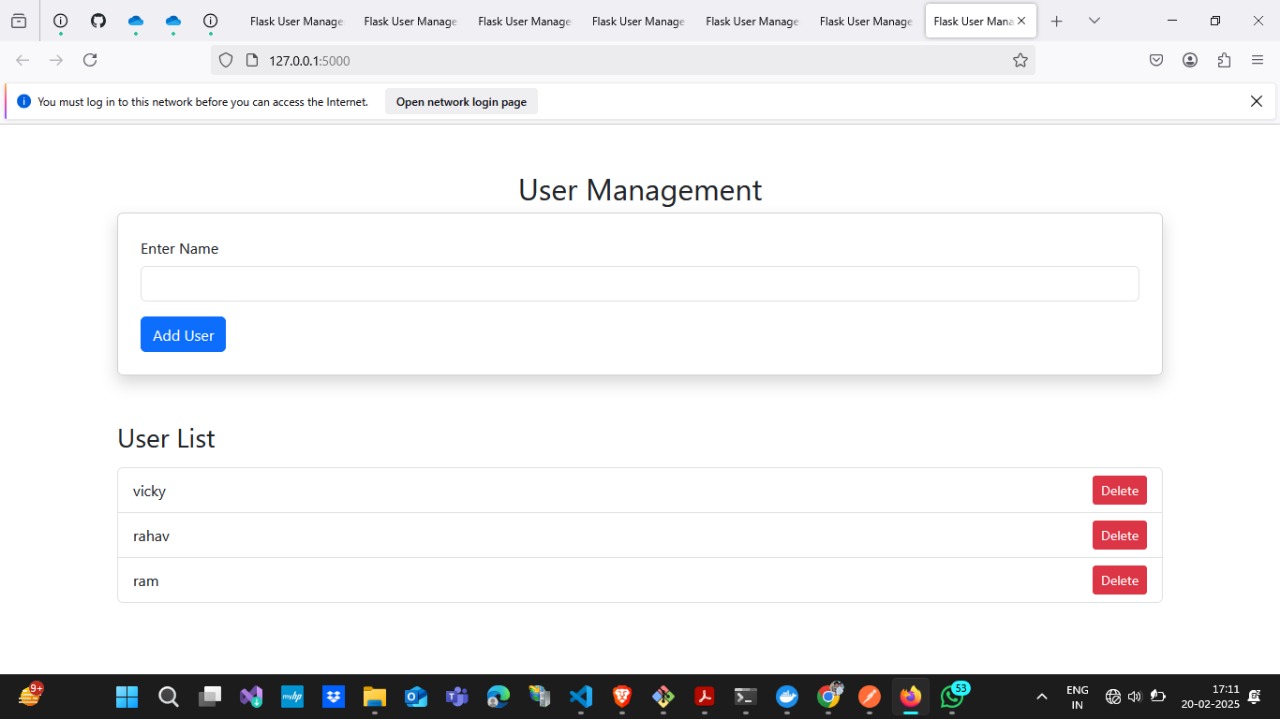 Flask User Manage Flask User Manage Flask User Manage Flask User Manage Flask User Manage Flask User Manage Flask User Mana
127.0.0.1:5000
You must log in to this network before you can access the Internet. Open network login page
User Management
Enter Name
Add User
User List
vicky Delete
rahav Delete
ram Delete
9+ myhp 53 ENG 17:11
IN 20-02-2025